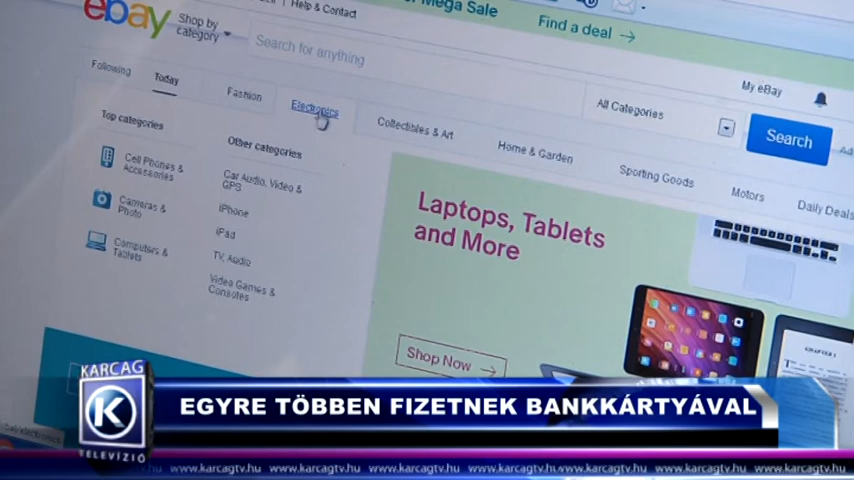 Help & Contact
Mega Sale
Find a deal →
ebay
Shop by
category
Search for anything
All Categories
Search
My eBay
Following
Today
Fashion
Electronics
Collectibles & Art
Home & Garden
Sporting Goods
Motors
Daily Deals
Top categories
Cell Phones &
Accessories
Cameras &
Photo
Computers &
Tablets
Other categories
Car Audio, Video &
GPS
iPhone
iPad
TV, Audio
Video Games &
Consoles
Laptops, Tablets
and More
Shop Now →
CHAPTER I
KARCAG
K
TELEVÍZIÓ
EGYRE TÖBBEN FIZETNEK BANKKÁRTYÁVAL
www.karcagtv.hu www.karcagtv.hu www.karcagtv.hu www.karcagtv.hu www.karcagtv.hu www.karcagtv.hu www.karcagtv.hu